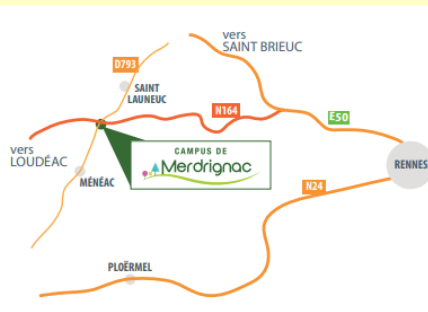 vers
SAINT BRIEUC
D793
SAINT
LAUNEUC
N164
E50
vers
LOUDÉAC
CAMPUS DE
Merdrignac
RENNES
MÉNÉAC
N24
PLOËRMEL